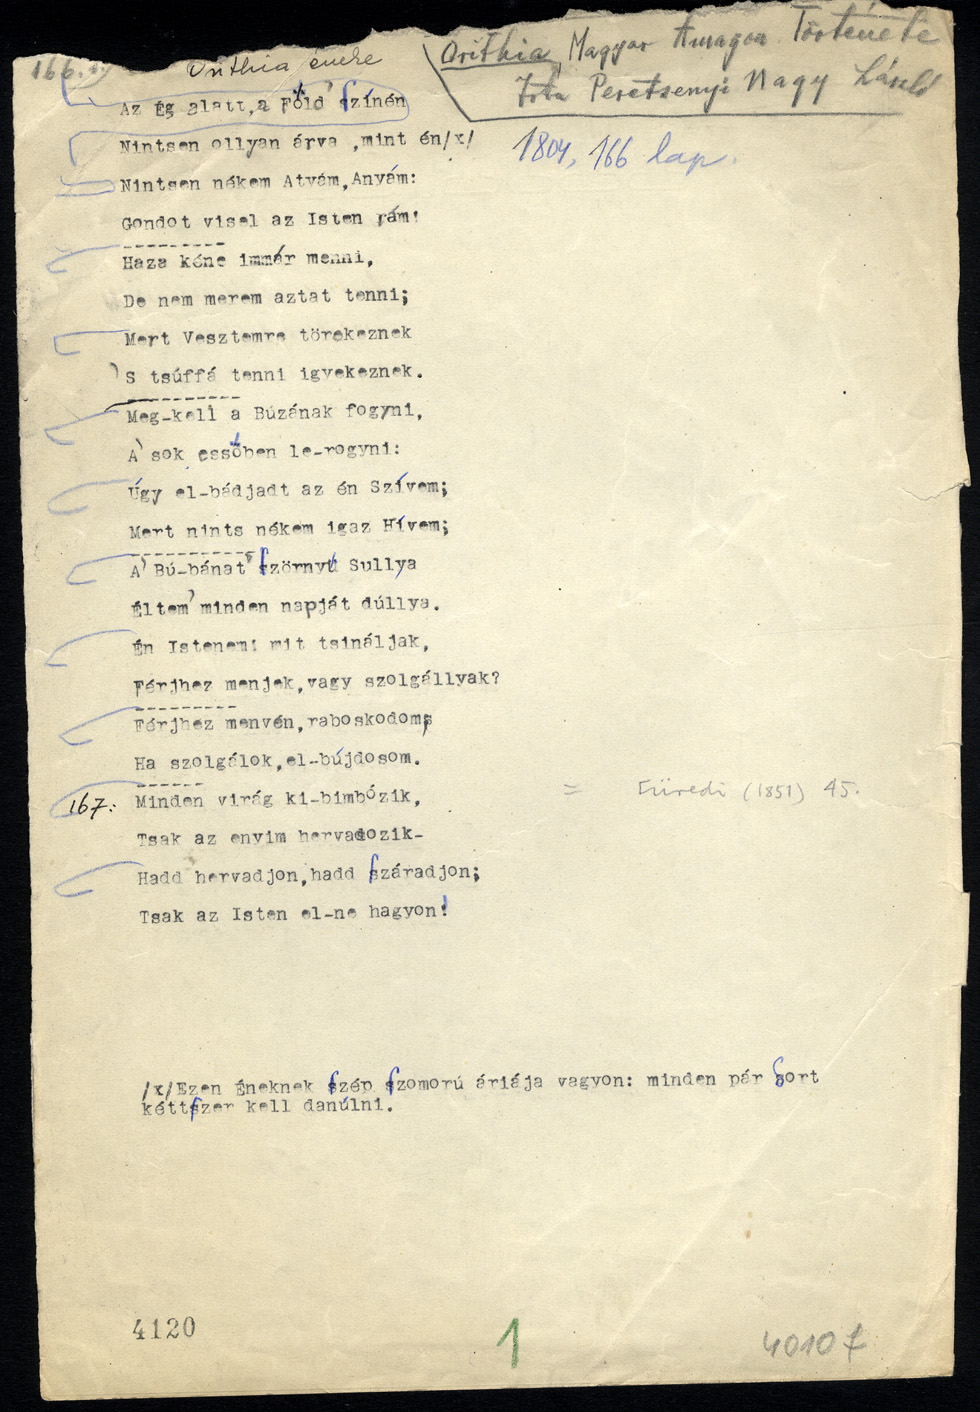 166.
Orithia éneke
Orithia, Magyar Amazon Története
Irta Peretsenyi Nagy László
1804, 166 lap.
Az Ég alatt, a Főld' színén
Nintsen ollyan árva ,mint én/x/
Nintsen nékem Atyám,Anyám:
Gondot visel az Isten rám!
Haza kéne immár menni,
De nem merem aztat tenni;
Mert Vesztemre törekeznek
'S tsúffá tenni igyekeznek.
Meg-kell a Búzának fogyni,
A' sok essőben le-rogyni:
Úgy el-bádjadt az én Szívem;
Mert nints nékem igaz Hívem;
A' Bú-bánat' szörnyű Sullya
Éltem' minden napját dúllya.
Én Istenem! mit tsináljak,
Férjhez menjek,vagy szolgállyak?
Férjhez menvén,raboskodom;
Ha szolgálok,el-bújdosom.
167: Minden virág ki-bimbózik,
= Füredi (1851) 45.
Tsak az enyim hervadozik-
Hadd hervadjon,hadd száradjon;
Tsak az Isten el-ne hagyon!
/x/Ezen Éneknek szép szomorú áriája vagyon: minden pár sort
kéttszer kell danúlni.
4120
1
40107